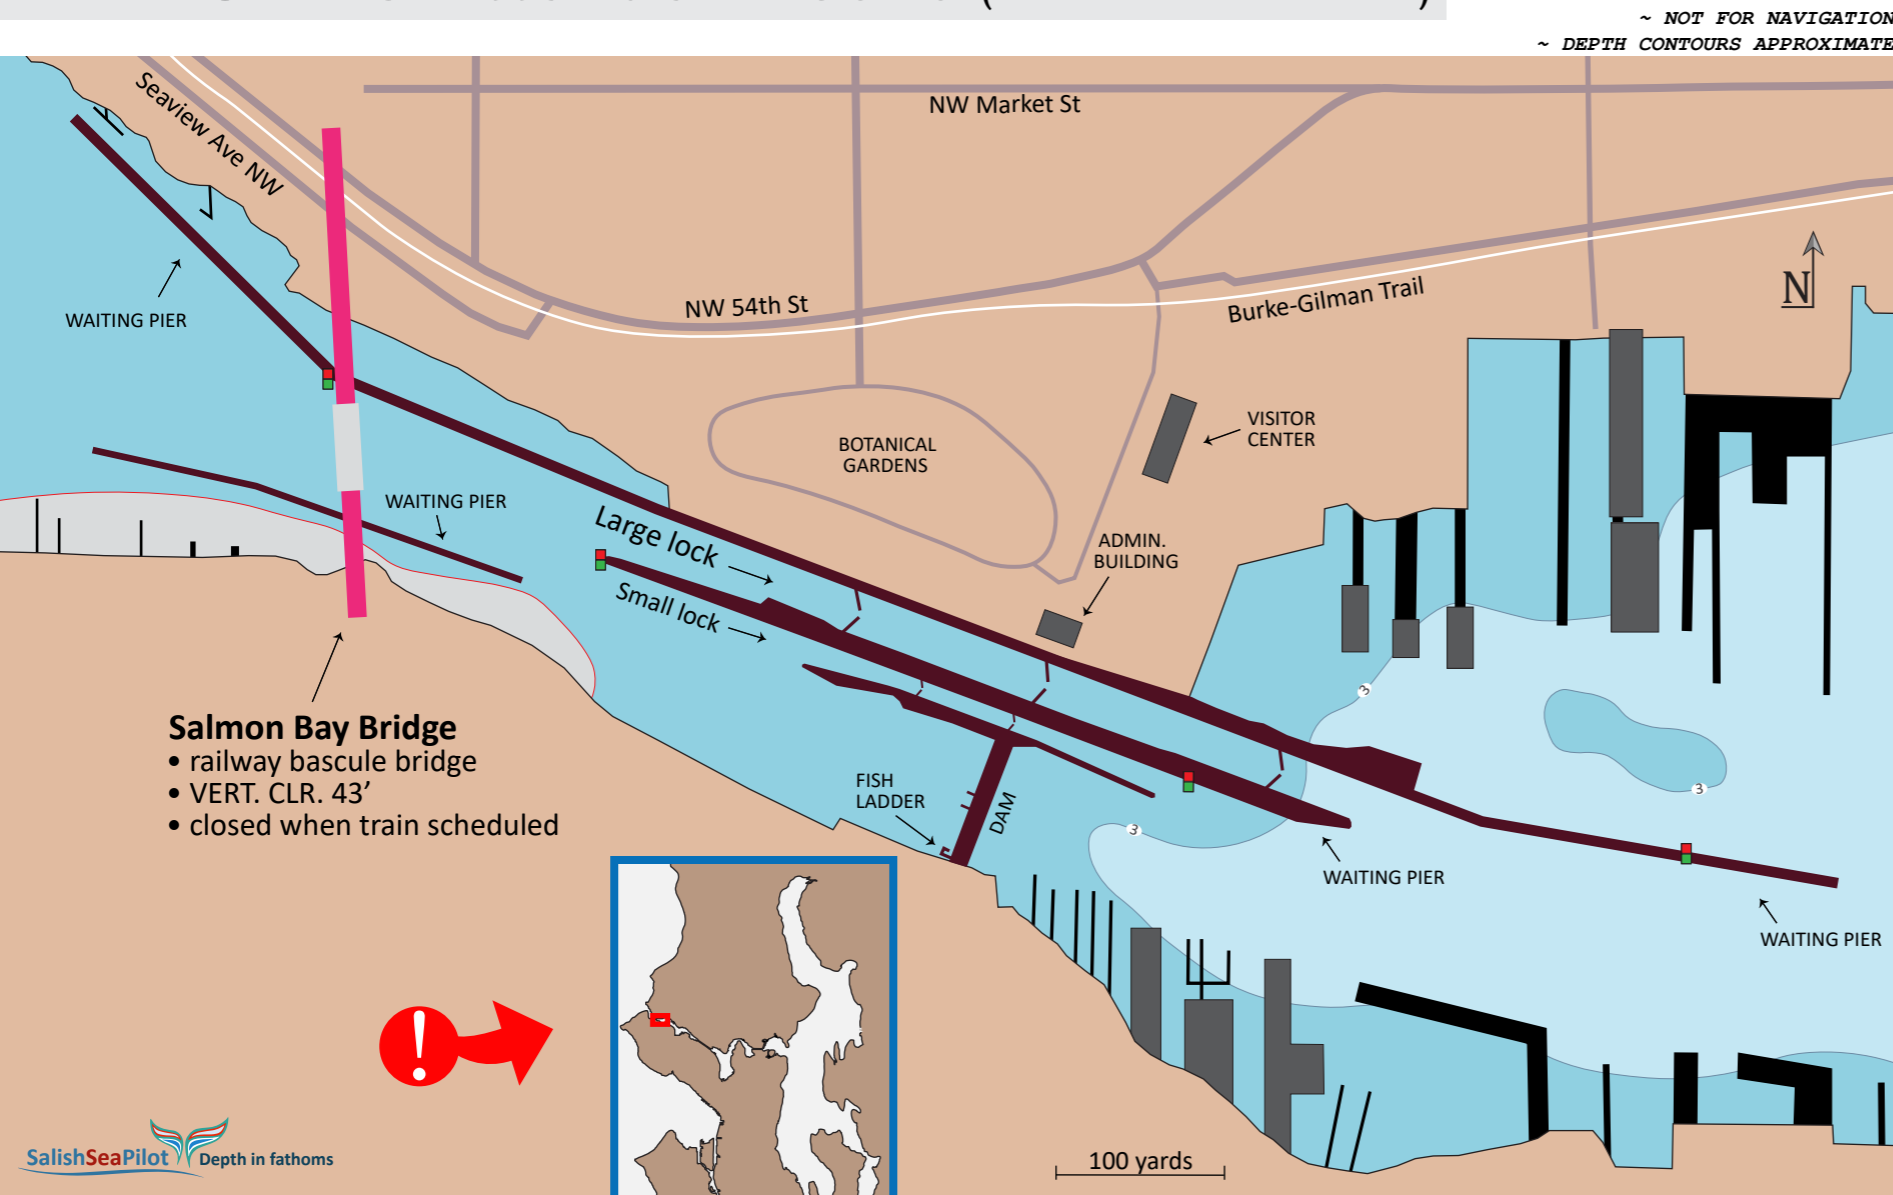 ~ NOT FOR NAVIGATION
~ DEPTH CONTOURS APPROXIMATE
Seaview Ave NW
NW Market St
NW 54th St
Burke-Gilman Trail
N
WAITING PIER
WAITING PIER
BOTANICAL
GARDENS
VISITOR
CENTER
Large lock
Small lock
ADMIN.
BUILDING
3
3
3
Salmon Bay Bridge
• railway bascule bridge
• VERT. CLR. 43’
• closed when train scheduled
FISH
LADDER
DAM
WAITING PIER
WAITING PIER
!
SalishSeaPilot
Depth in fathoms
100 yards